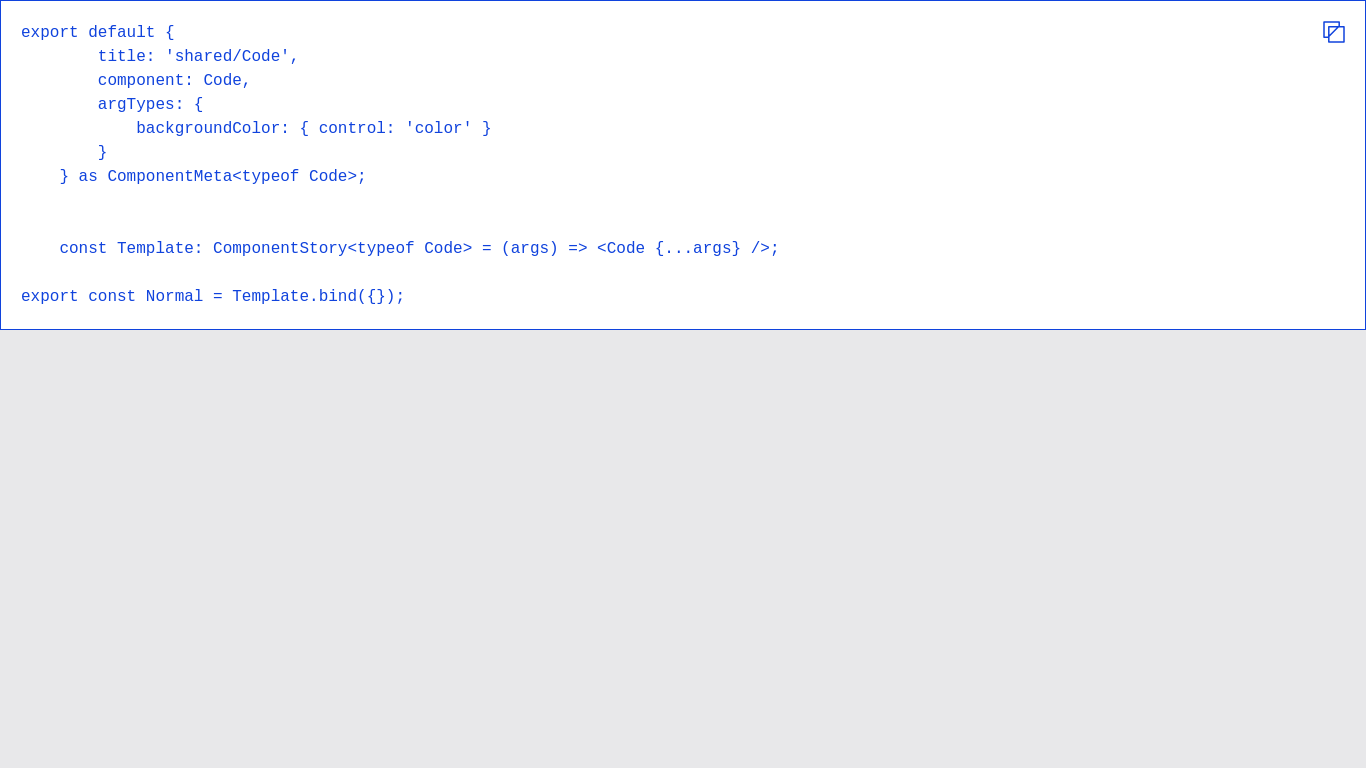 export default {
        title: 'shared/Code',
        component: Code,
        argTypes: {
            backgroundColor: { control: 'color' }
        }
    } as ComponentMeta<typeof Code>;
    const Template: ComponentStory<typeof Code> = (args) => <Code {...args} />;
export const Normal = Template.bind({});